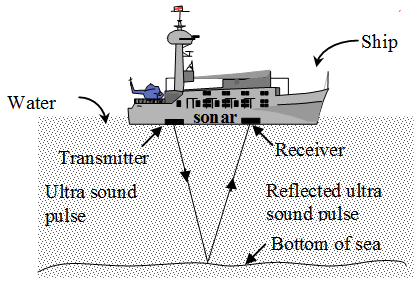 Ship
Water
sonar
Transmitter
Receiver
Ultra sound
pulse
Reflected ultra
sound pulse
Bottom of sea